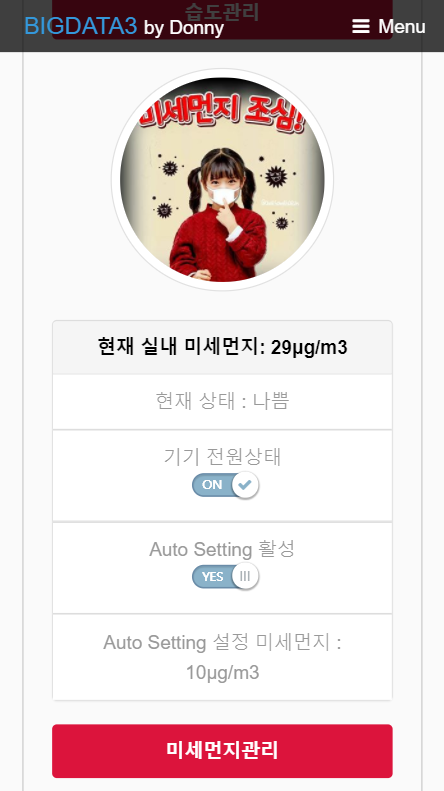 습도관리
BIGDATA3 by Donny
Menu
미세먼지 조심!
현재 실내 미세먼지: 29μg/m3
현재 상태 : 나쁨
기기 전원상태
ON
Auto Setting 활성
YES
Auto Setting 설정 미세먼지 :
10μg/m3
미세먼지관리